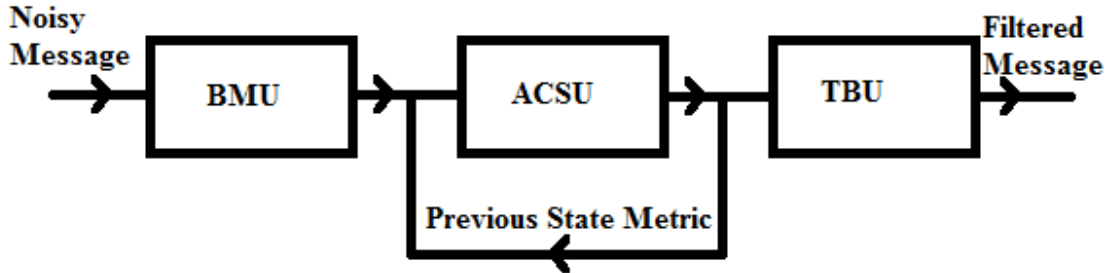 Noisy
Message
BMU
ACSU
TBU
Filtered
Message
Previous State Metric